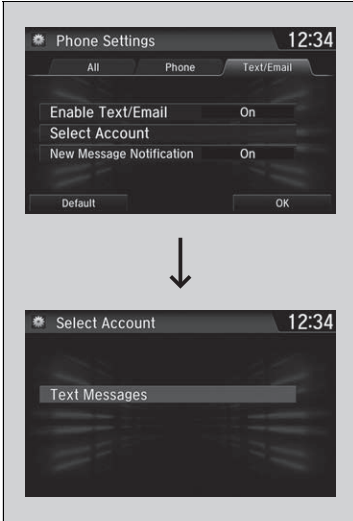 Phone Settings 12:34
All Phone Text/Email
Enable Text/Email On
Select Account
New Message Notification On
Default OK
Select Account 12:34
Text Messages